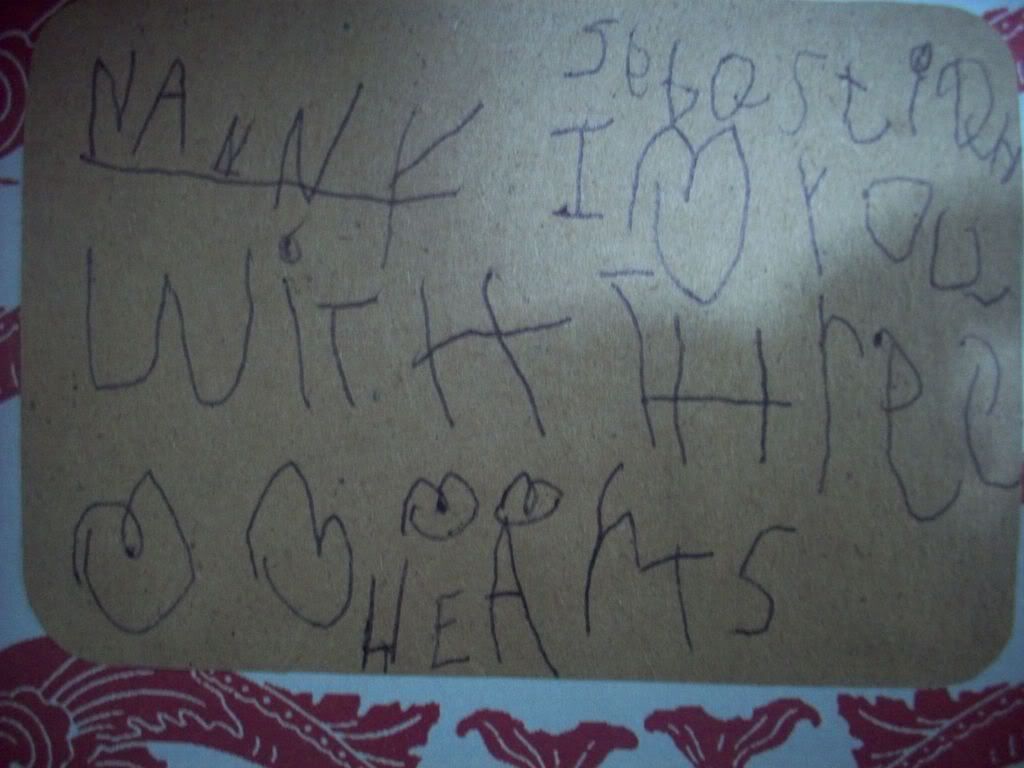 NANNY Sebastian
I ♡ YOU
WiTH THree
HEARTS